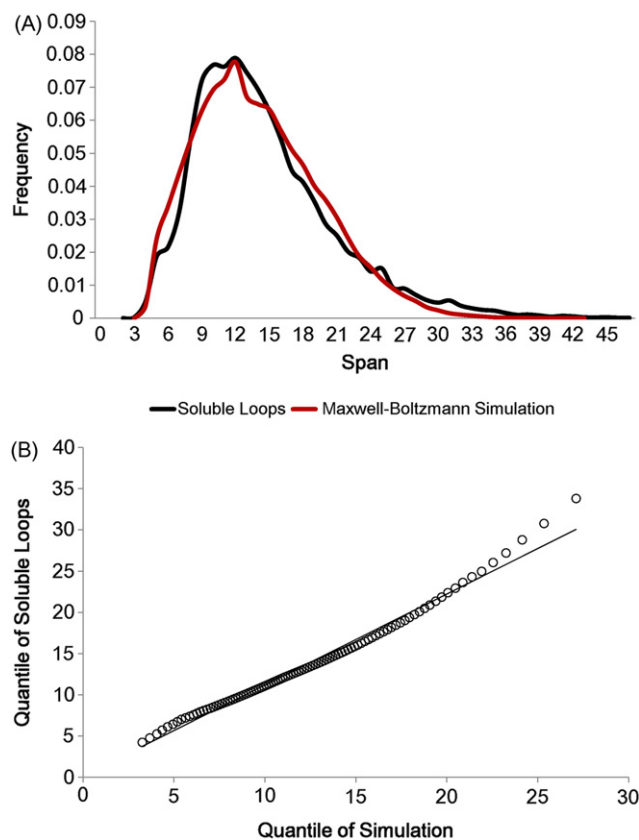 (A)
0.09
0.08
0.07
0.06
0.05
0.04
0.03
0.02
0.01
0
Frequency
0 3 6 9 12 15 18 21 24 27 30 33 36 39 42 45
Span
Soluble Loops Maxwell-Boltzmann Simulation
(B)
40
35
30
25
20
15
10
5
0
Quantile of Soluble Loops
0 5 10 15 20 25 30
Quantile of Simulation